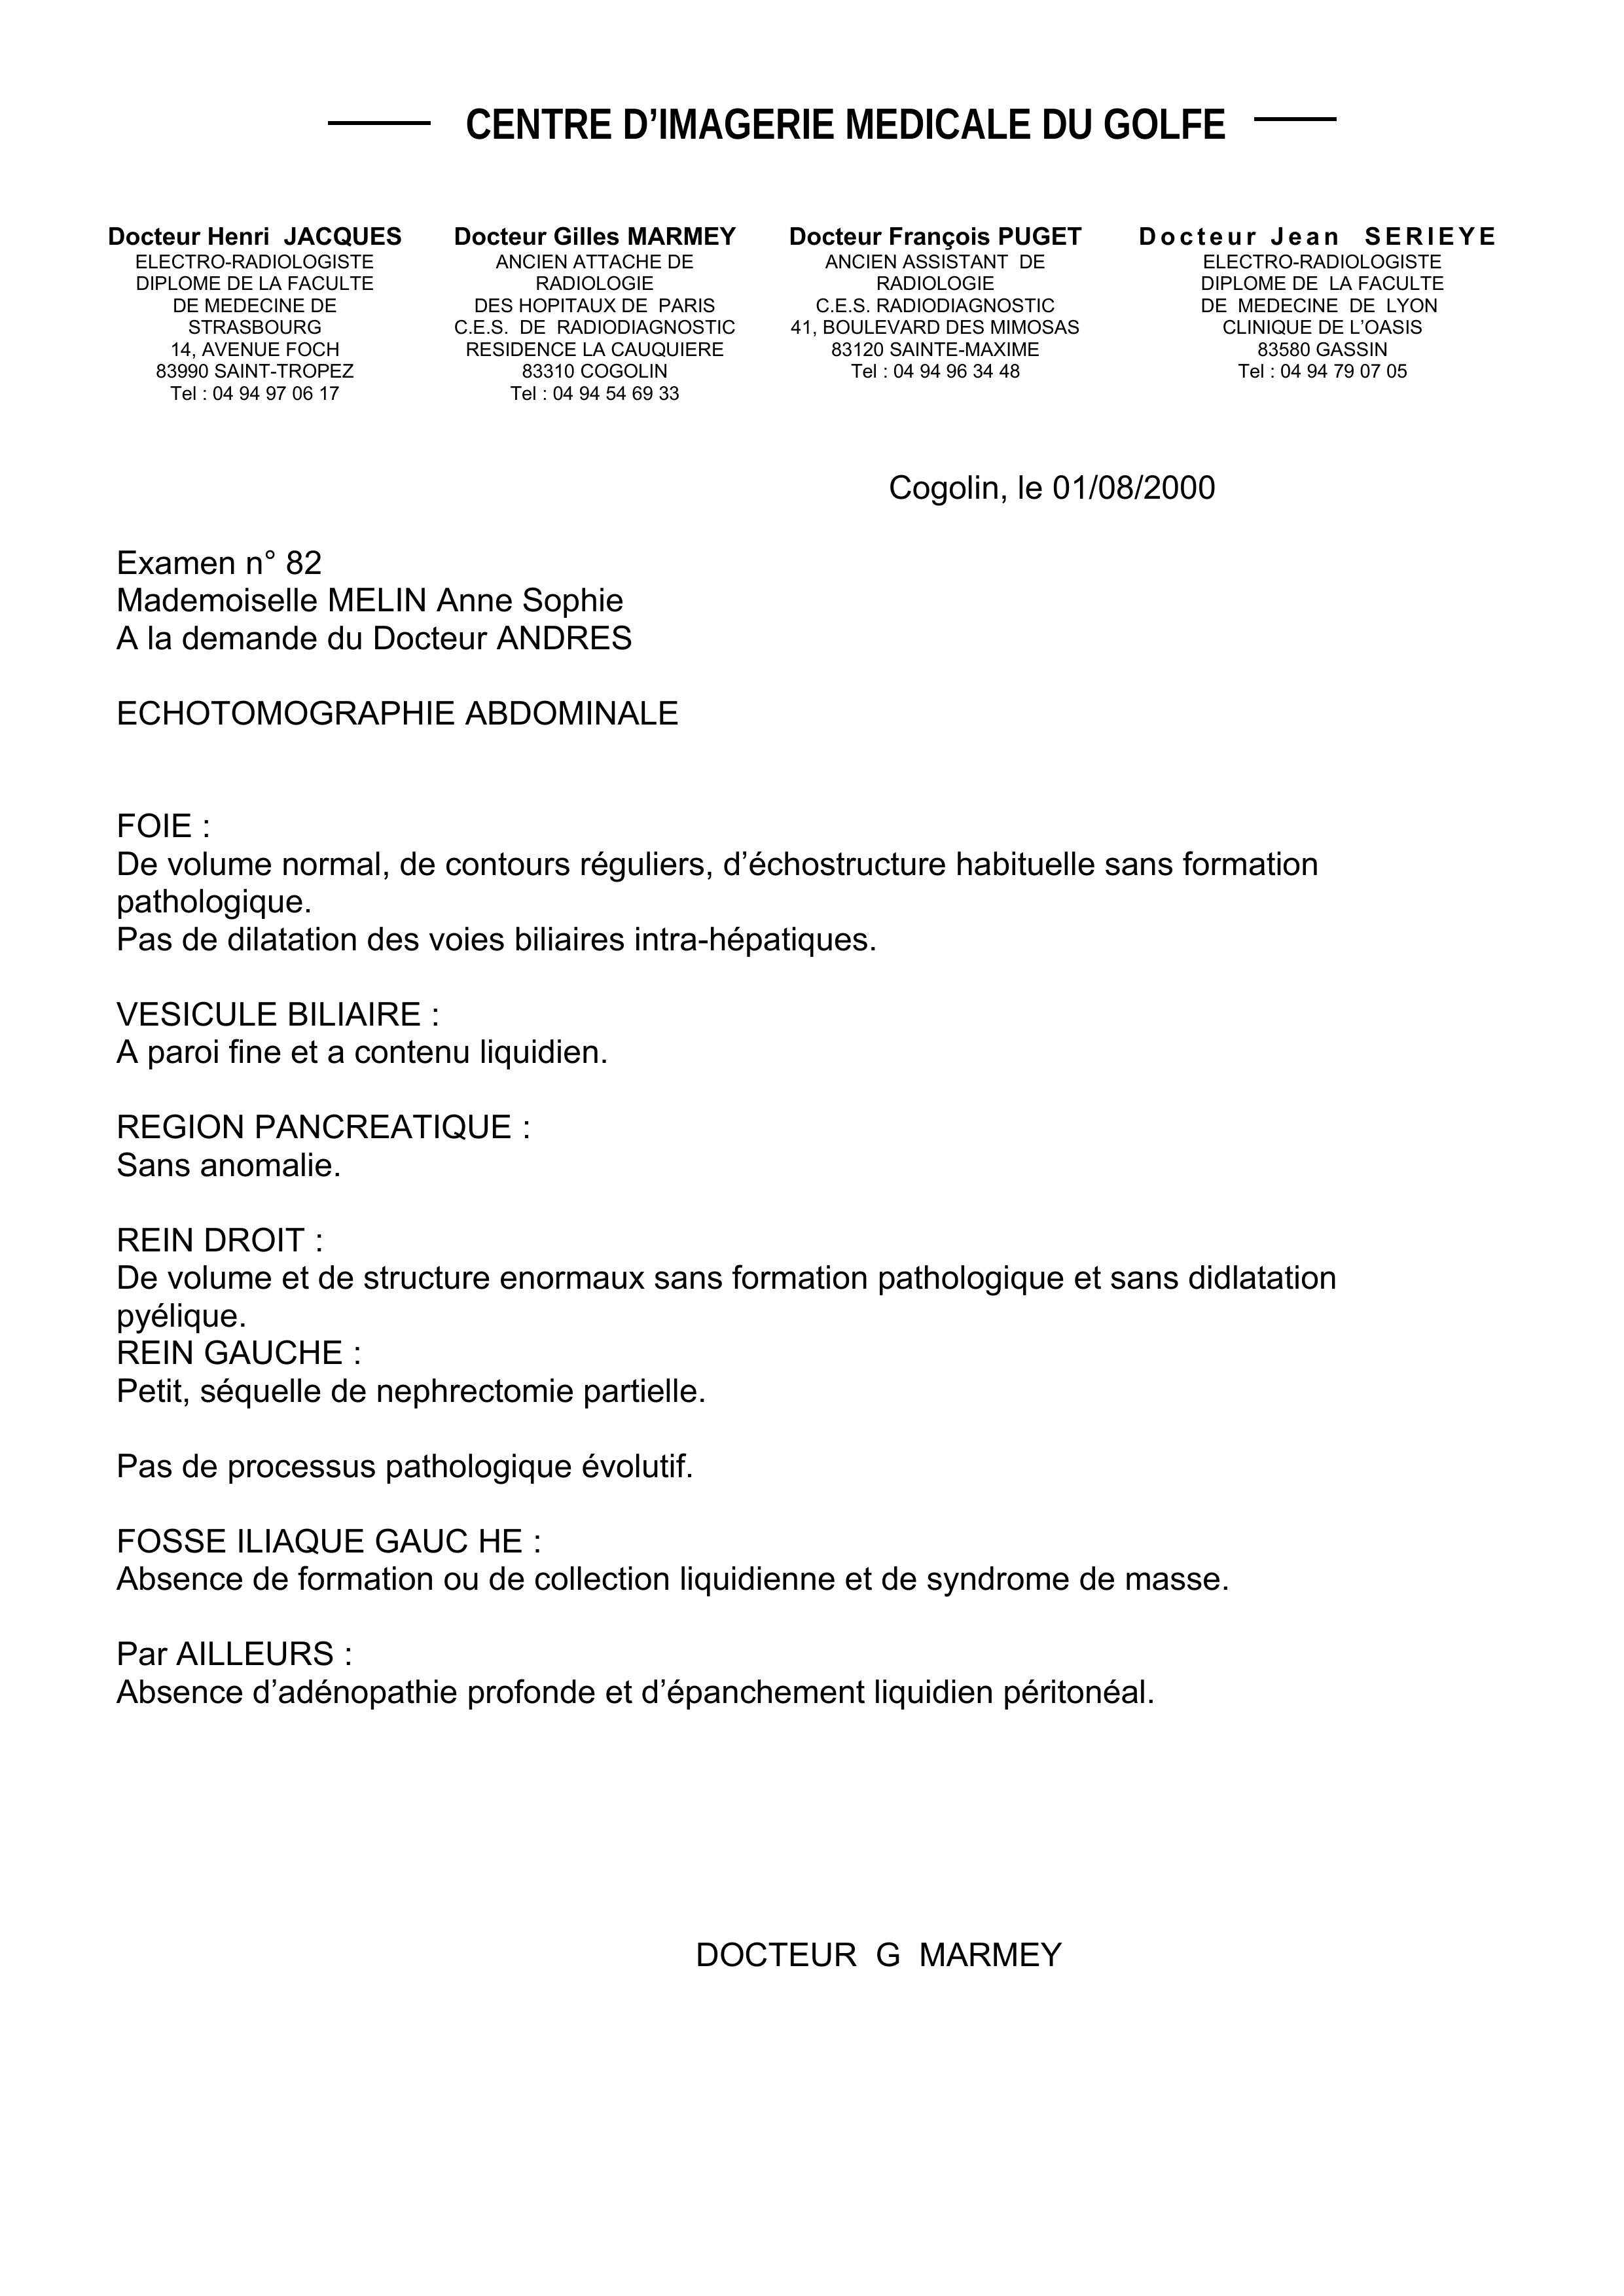 CENTRE D’IMAGERIE MEDICALE DU GOLFE
Docteur Henri JACQUES
ELECTRO-RADIOLOGISTE
DIPLOME DE LA FACULTE
DE MEDECINE DE
STRASBOURG
14, AVENUE FOCH
83990 SAINT-TROPEZ
Tel : 04 94 97 06 17
Docteur Gilles MARMEY
ANCIEN ATTACHE DE
RADIOLOGIE
DES HOPITAUX DE PARIS
C.E.S. DE RADIODIAGNOSTIC
RESIDENCE LA CAUQUIERE
83310 COGOLIN
Tel : 04 94 54 69 33
Docteur François PUGET
ANCIEN ASSISTANT DE
RADIOLOGIE
C.E.S. RADIODIAGNOSTIC
41, BOULEVARD DES MIMOSAS
83120 SAINTE-MAXIME
Tel : 04 94 96 34 48
Docteur Jean SERIEYE
ELECTRO-RADIOLOGISTE
DIPLOME DE LA FACULTE
DE MEDECINE DE LYON
CLINIQUE DE L’OASIS
83580 GASSIN
Tel : 04 94 79 07 05
Cogolin, le 01/08/2000
Examen n° 82
Mademoiselle MELIN Anne Sophie
A la demande du Docteur ANDRES
ECHOTOMOGRAPHIE ABDOMINALE
FOIE :
De volume normal, de contours réguliers, d’échostructure habituelle sans formation
pathologique.
Pas de dilatation des voies biliaires intra-hépatiques.
VESICULE BILIAIRE :
A paroi fine et a contenu liquidien.
REGION PANCREATIQUE :
Sans anomalie.
REIN DROIT :
De volume et de structure enormaux sans formation pathologique et sans didlatation
pyélique.
REIN GAUCHE :
Petit, séquelle de nephrectomie partielle.
Pas de processus pathologique évolutif.
FOSSE ILIAQUE GAUC HE :
Absence de formation ou de collection liquidienne et de syndrome de masse.
Par AILLEURS :
Absence d’adénopathie profonde et d’épanchement liquidien péritonéal.
DOCTEUR G MARMEY